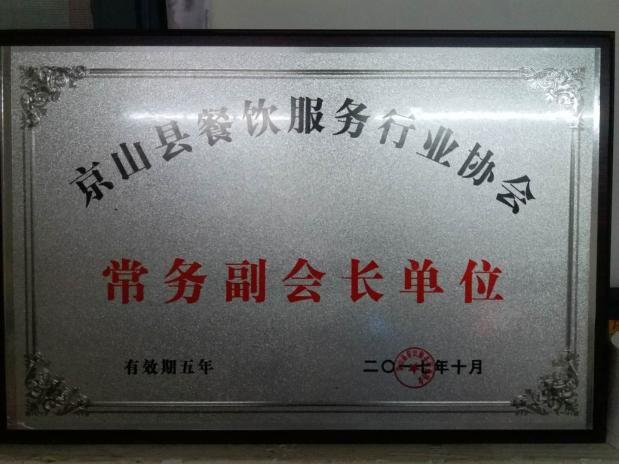 京山县餐饮服务行业协会
常务副会长单位
有效期五年
二〇一七年十月